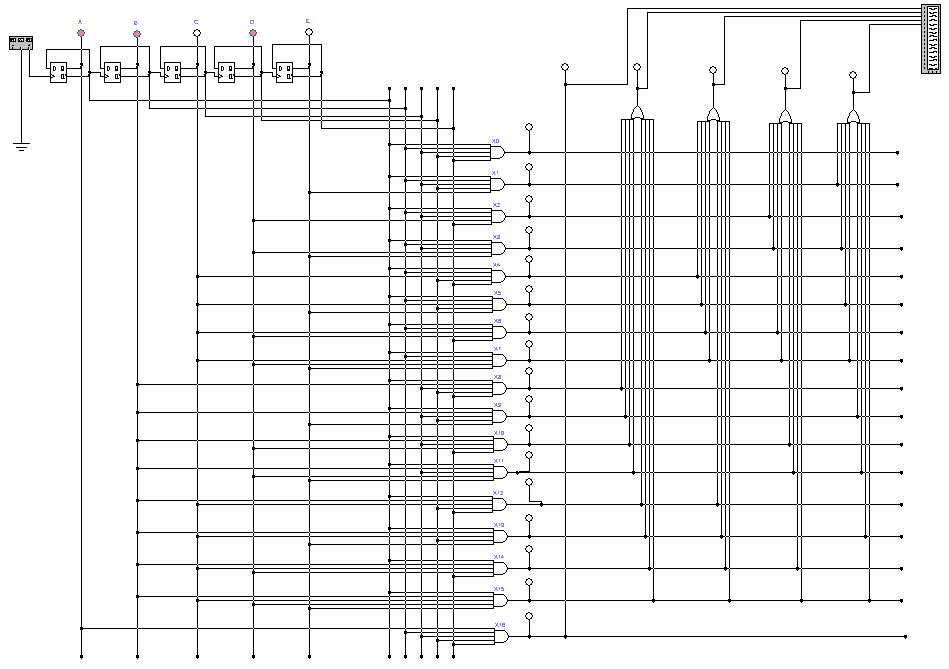 A B C D E
D Q D Q D Q D Q D Q
X0
X1
X2
X3
X4
X5
X6
X7
X8
X9
X10
X11
X12
X13
X14
X15
X16